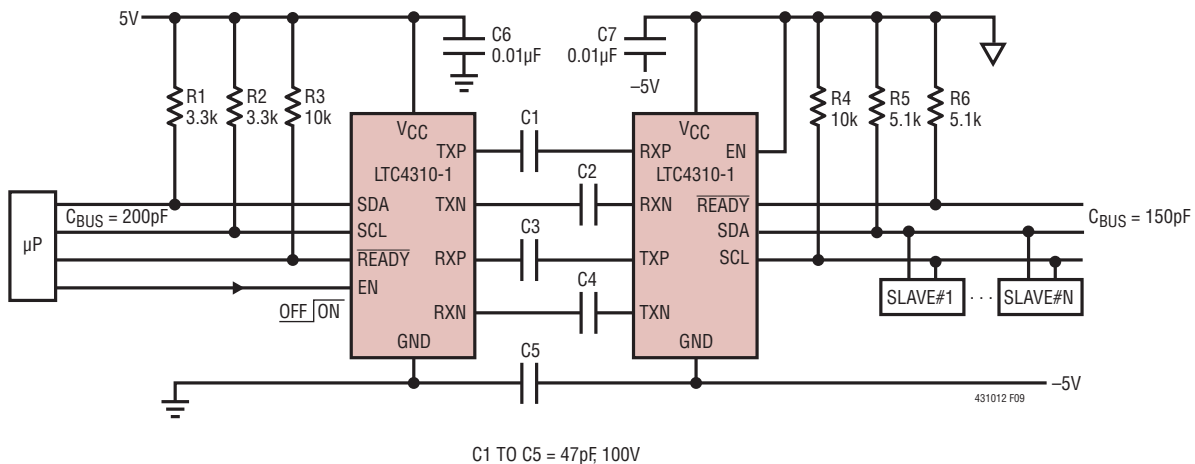 5V
C6
0.01µF
C7
0.01µF
–5V
R1
3.3k
R2
3.3k
R3
10k
R4
10k
R5
5.1k
R6
5.1k
VCC
TXP
LTC4310-1
SDA
TXN
SCL
READY
RXP
EN
RXN
GND
C1
C2
C3
C4
C5
VCC
RXP
EN
LTC4310-1
RXN
READY
SDA
TXP
SCL
TXN
GND
µP
CBUS = 200pF
OFF ON
CBUS = 150pF
SLAVE#1 · · · SLAVE#N
–5V
431012 F09
C1 TO C5 = 47pF, 100V